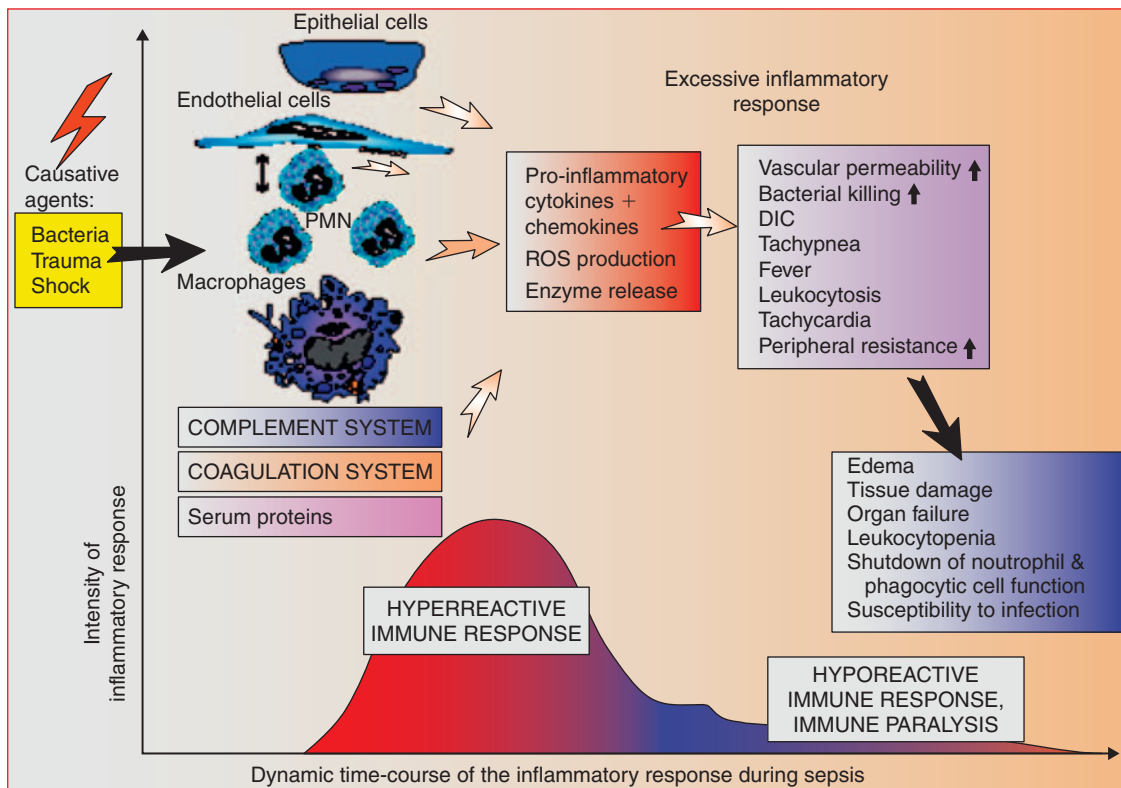 Epithelial cells
Endothelial cells
Causative
agents:
Bacteria
Trauma
Shock
PMN
Macrophages
COMPLEMENT SYSTEM
COAGULATION SYSTEM
Serum proteins
Pro-inflammatory
cytokines +
chemokines
ROS production
Enzyme release
Excessive inflammatory
response
Vascular permeability
Bacterial killing
DIC
Tachypnea
Fever
Leukocytosis
Tachycardia
Peripheral resistance
Edema
Tissue damage
Organ failure
Leukocytopenia
Shutdown of neutrophil &
phagocytic cell function
Susceptibility to infection
Intensity of
inflammatory response
HYPERREACTIVE
IMMUNE RESPONSE
HYPOREACTIVE
IMMUNE RESPONSE,
IMMUNE PARALYSIS
Dynamic time-course of the inflammatory response during sepsis